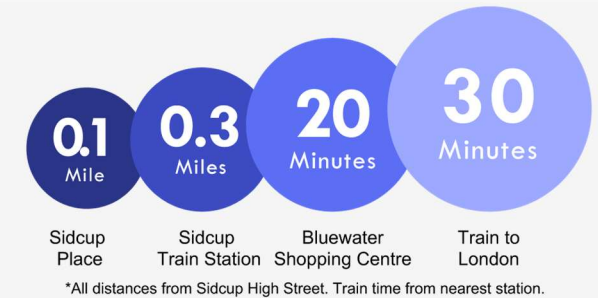 0.1
Mile
0.3
Miles
20
Minutes
30
Minutes
Sidcup
Place
Sidcup
Train Station
Bluewater
Shopping Centre
Train to
London
*All distances from Sidcup High Street. Train time from nearest station.